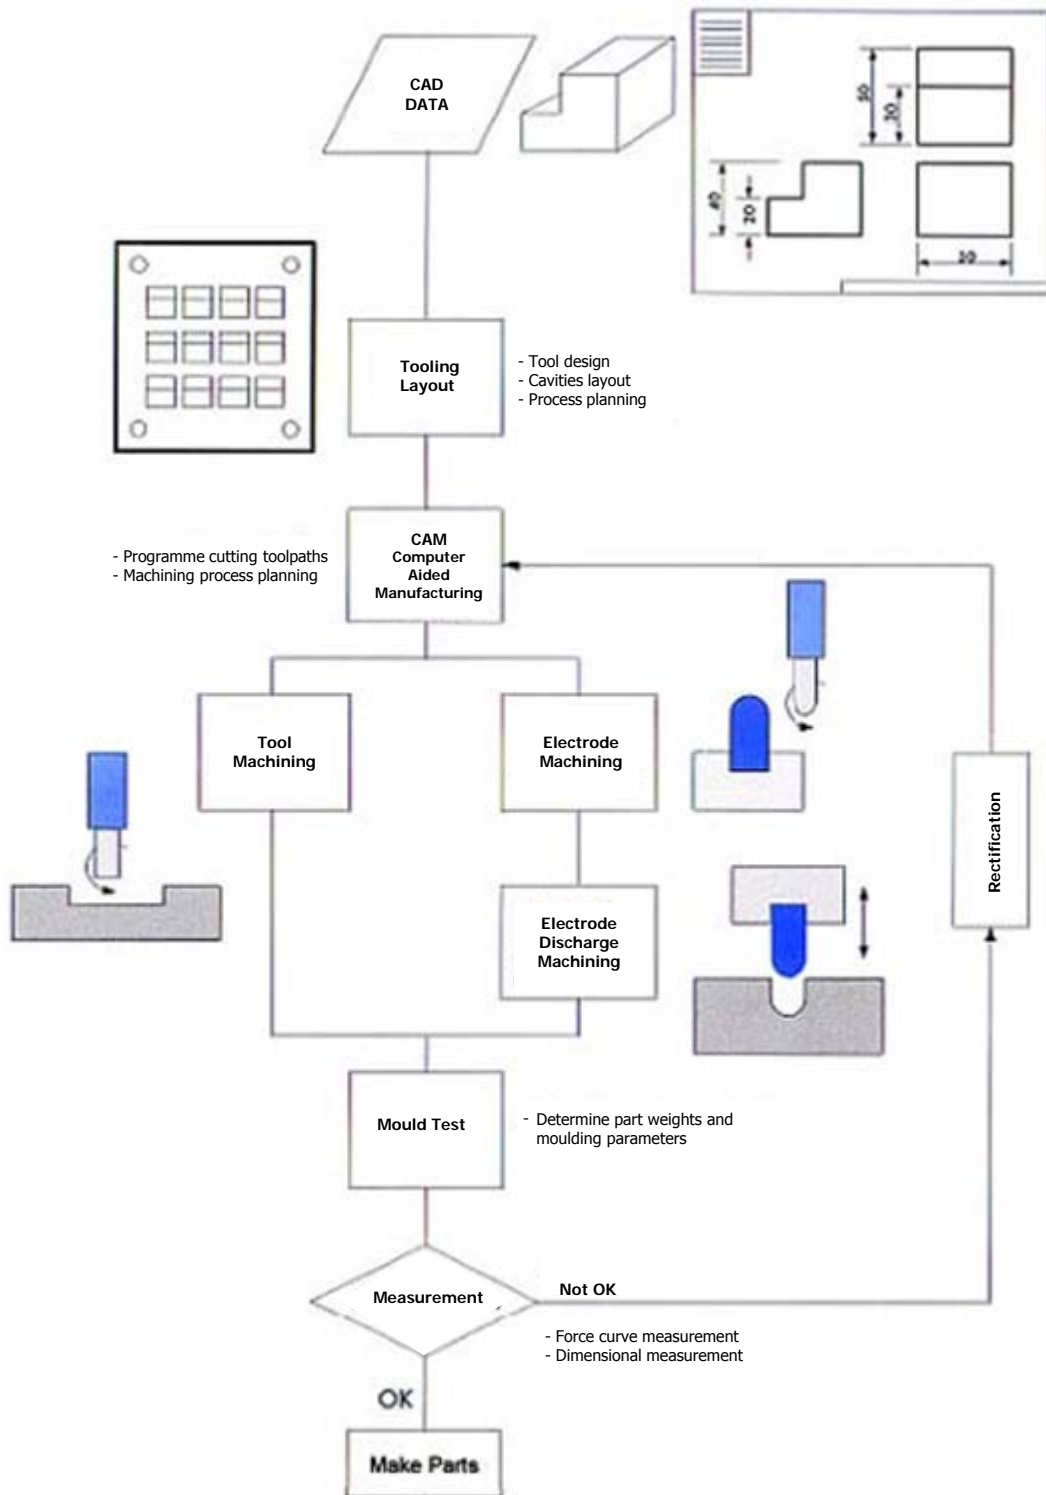 CAD
DATA
50
30
40
20
30
Tooling
Layout
- Tool design
- Cavities layout
- Process planning
CAM
Computer
Aided
Manufacturing
- Programme cutting toolpaths
- Machining process planning
Tool
Machining
Electrode
Machining
Rectification
Electrode
Discharge
Machining
Mould Test
- Determine part weights and
moulding parameters
Measurement
Not OK
- Force curve measurement
- Dimensional measurement
OK
Make Parts